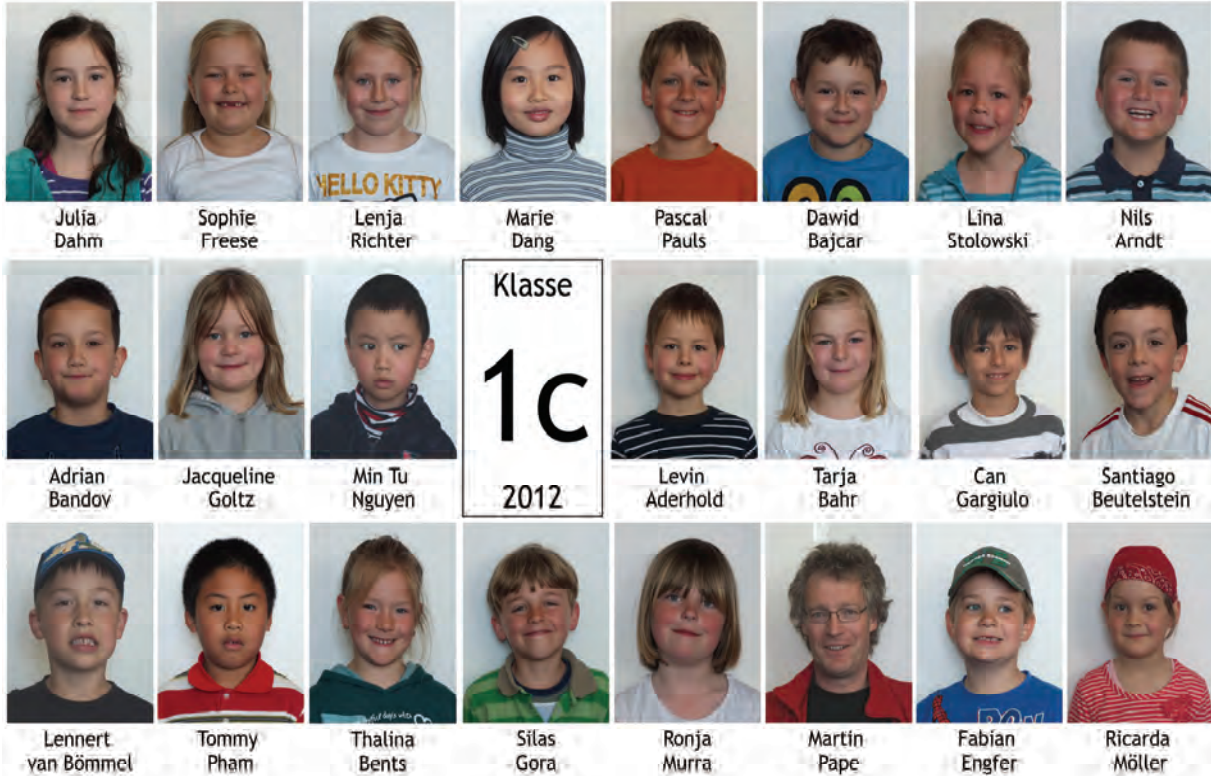 HELLO KITTY
Julia
Dahm
Sophie
Freese
Lenja
Richter
Marie
Dang
Pascal
Pauls
Dawid
Bajcar
Lina
Stolowski
Nils
Arndt
Klasse
1c
2012
Adrian
Bandov
Jacqueline
Goltz
Min Tu
Nguyen
Levin
Aderhold
Tarja
Bahr
Can
Gargiulo
Santiago
Beutelstein
Lennert
van Bömmel
Tommy
Pham
Thalina
Bents
Silas
Gora
Ronja
Murra
Martin
Pape
Fabian
Engfer
Ricarda
Möller